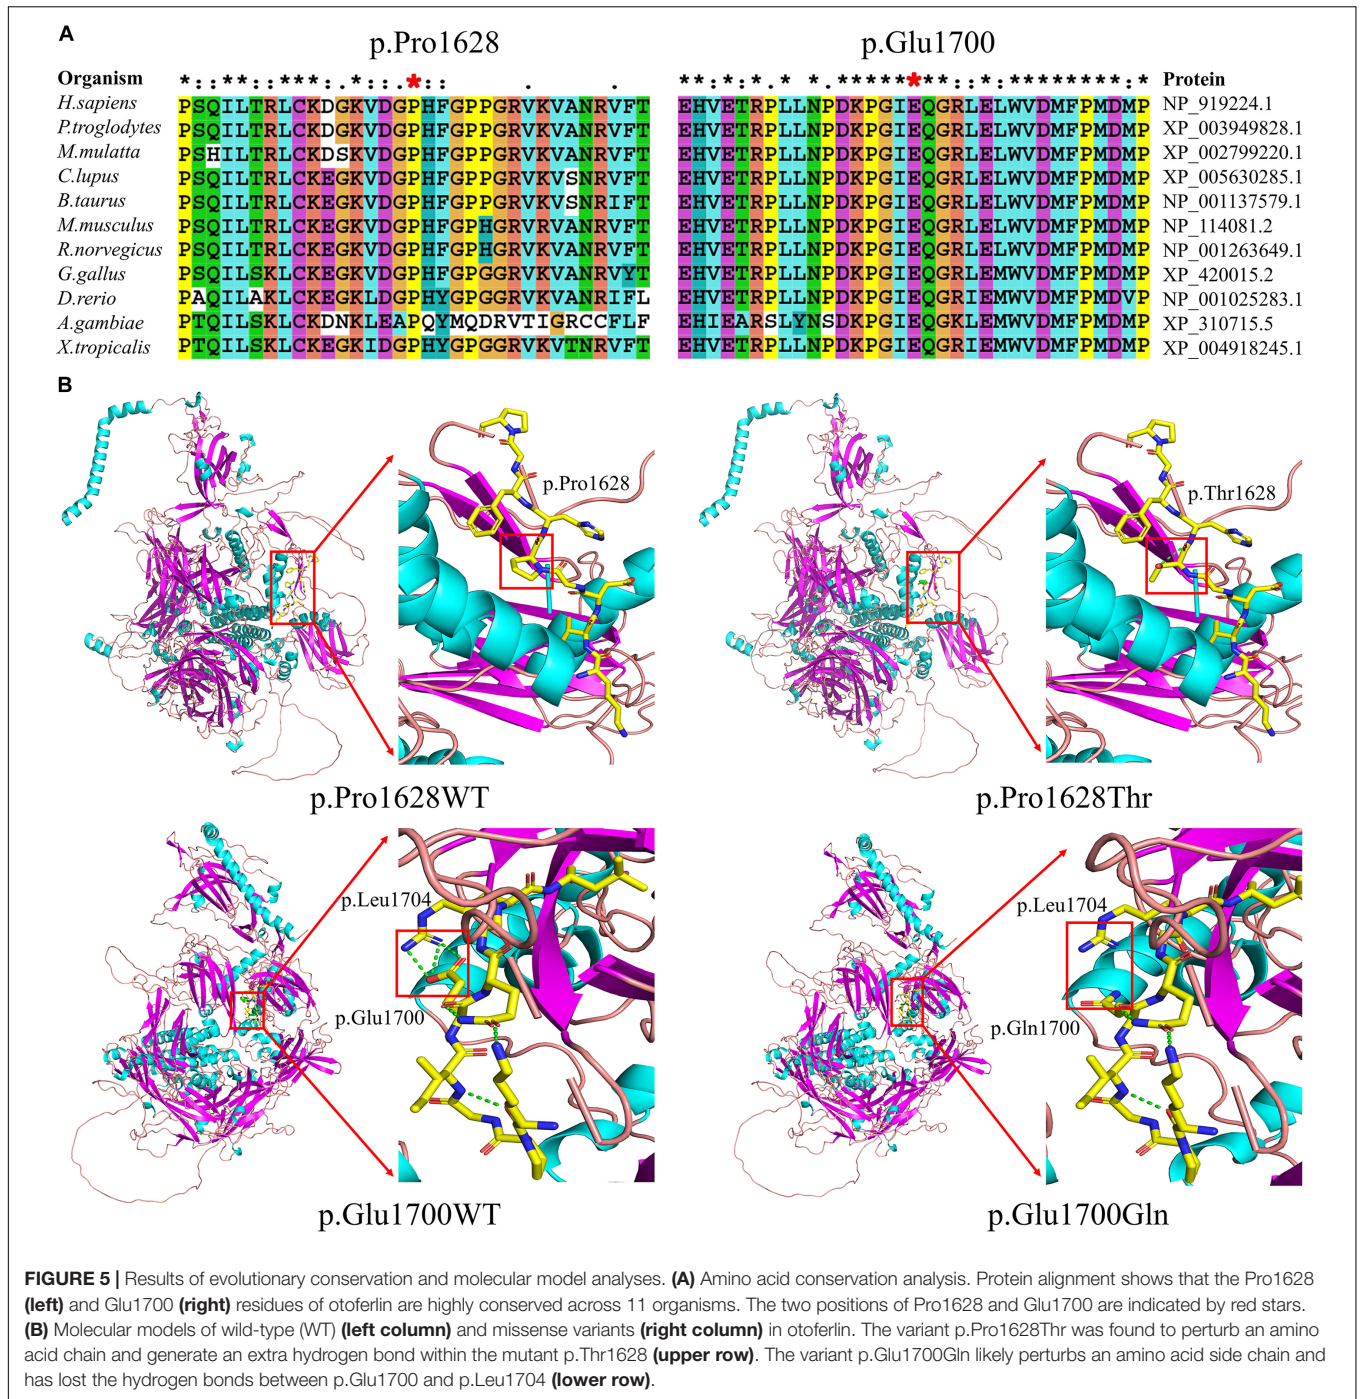 A
p.Pro1628 p.Glu1700
Organism *::**::***:.*::.*:: . . **:**:*.* * *.*****★**::*:********:* Protein
H.sapiens PSQILTRLCKDGKVDGPHFGPPGRVKVANRVFT EHVETRPLLNPDKPGIEQGRLELWVDMFPMDMP NP_919224.1
P.troglodytes PSQILTRLCKDGKVDGPHFGPPGRVKVANRVFT EHVETRPLLNPDKPGIEQGRLELWVDMFPMDMP XP_003949828.1
M.mulatta PSHILTRLCKDSKVDGPHFGPPGRVKVANRVFT EHVETRPLLNPDKPGIEQGRLELWVDMFPMDMP XP_002799220.1
C.lupus PSQILTRLCKEGKVDGPHFGPPGRVKVSNRVFT EHVETRPLLNPDKPGIEQGRLELWVDMFPMDMP XP_005630285.1
B.taurus PSQILTRLCKEGKVDGPHFGPPGRVKVSNRIFT EHVETRPLLNPDKPGIEQGRLELWVDMFPMDMP NP_001137579.1
M.musculus PSQILTRLCKEGKVDGPHFGPHGRVRVANRVFT EHVETRPLLNPDKPGIEQGRLELWVDMFPMDMP NP_114081.2
R.norvegicus PSQILTRLCKEGKVDGPHFGPHGRVRVANRVFT EHVETRPLLNPDKPGIEQGRLELWVDMFPMDMP NP_001263649.1
G.gallus PSQILSKLCKEGKVDGPHFGPGGRVKVANRVYT EHVETRPLLNPDKPGIEQGRLEMWVDMFPMDMP XP_420015.2
D.rerio PAQILAKLCKEGKLDGPHYGPGGRVKVANRIFL EHVETRPLLNPDKPGIEQGRIEMWVDMFPMDVP NP_001025283.1
A.gambiae PTQILSKLCKDNKLEAPQYMQDRVTIGRCCFLF EHIEARSLYNSDKPGIEQGKLEMWVDMFPMDMP XP_310715.5
X.tropicalis PTQILSKLCKEGKIDGPHYGPGGRVKVTNRVFT EHVETRPLLNPDKPGIEQGRIEMWVDMFPMDMP XP_004918245.1
B
p.Pro1628 p.Thr1628
p.Pro1628WT p.Pro1628Thr
p.Leu1704 p.Leu1704
p.Glu1700 p.Gln1700
p.Glu1700WT p.Glu1700Gln
FIGURE 5 | Results of evolutionary conservation and molecular model analyses. (A) Amino acid conservation analysis. Protein alignment shows that the Pro1628
(left) and Glu1700 (right) residues of otoferlin are highly conserved across 11 organisms. The two positions of Pro1628 and Glu1700 are indicated by red stars.
(B) Molecular models of wild-type (WT) (left column) and missense variants (right column) in otoferlin. The variant p.Pro1628Thr was found to perturb an amino
acid chain and generate an extra hydrogen bond within the mutant p.Thr1628 (upper row). The variant p.Glu1700Gln likely perturbs an amino acid side chain and
has lost the hydrogen bonds between p.Glu1700 and p.Leu1704 (lower row).